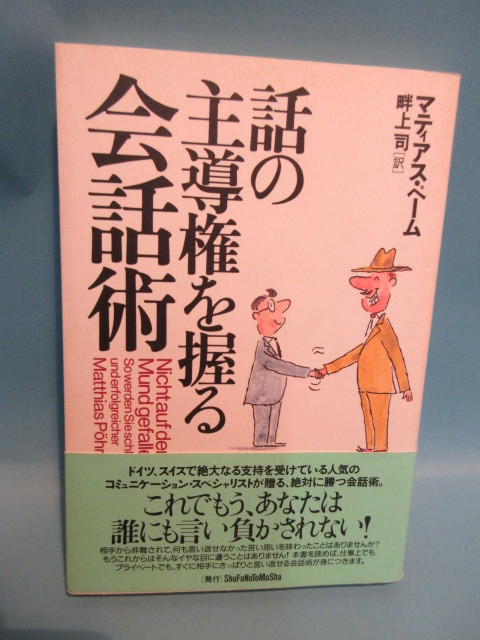 マティアス・ペーム
畔上 司[訳]
話の
主導権を握る
会話術
Nicht auf den
Mund gefalle
So werden Sie schl
und erfolgreicher
Matthias Pöhm
ドイツ、スイスで絶大なる支持を受けている人気の
コミュニケーション・スペシャリストが贈る、絶対に勝つ会話術。
これでもう、あなたは
誰にも言い負かされない!
相手から非難されて、何も言い返せなかった苦い思いを味わったことはありませんか?
もうこれからはそんなイヤな目に遭うことはありません! 本書を読めば、仕事上でも
プライベートでも、すぐに相手にきっぱりと言い返せる会話術が身につきます。
[発行] ShuFuNoToMoSha